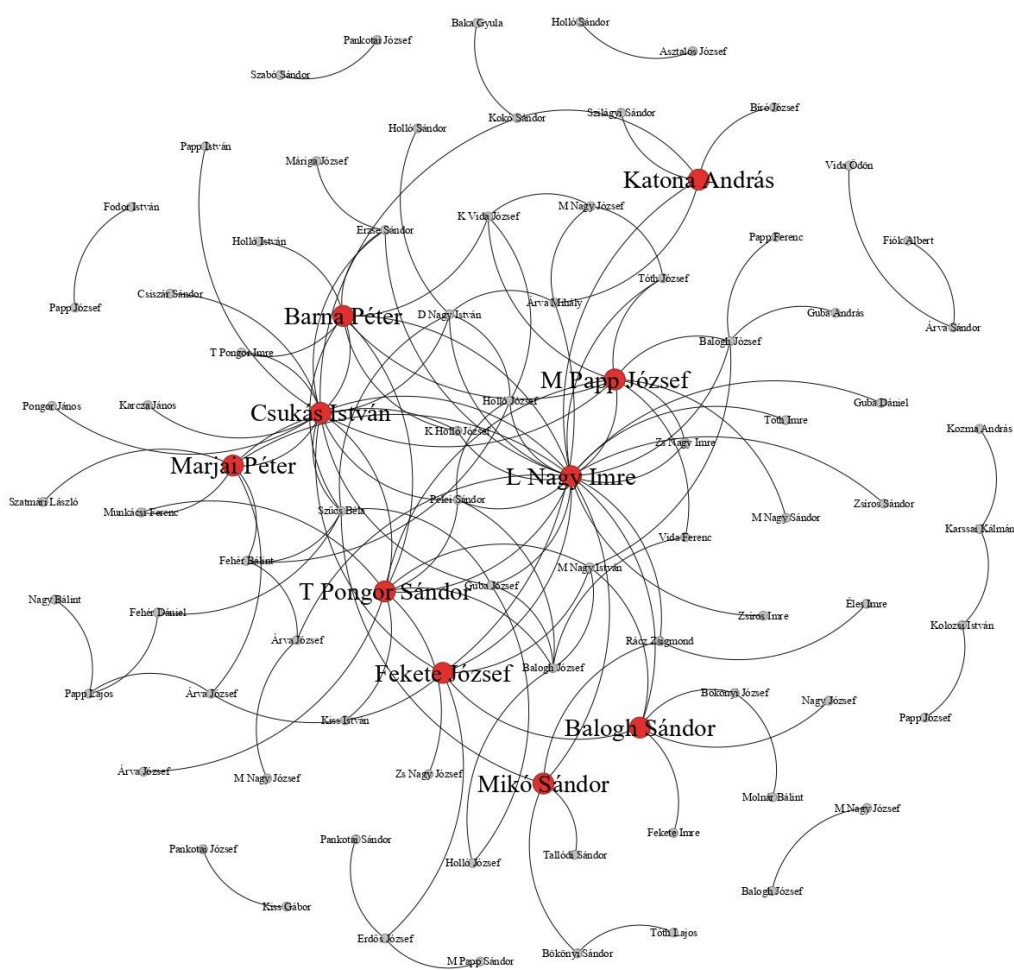 Baka Gyula
Holló Sándor
Pankotai József
Asztalos József
Szabó Sándor
Bíró József
Szilágyi Sándor
Kokó Sándor
Holló Sándor
Papp István
Máriga József
Vida Ödön
Katona András
Fodor István
M Nagy József
K Vida József
Erzse Sándor
Papp Ferenc
Holló István
Fiók Albert
Tóth József
Csiszár Sándor
Árva Mihály
Papp József
Guba András
Barna Péter
D Nagy István
Árva Sándor
Balogh József
T Pongor Imre
M Papp József
Holló József
Guba Dániel
Pongor János
Karcza János
Csukás István
Tóth Imre
Kozma András
K Holló József
Zs Nagy Imre
Marjai Péter
L Nagy Imre
Szatmári László
Pelei Sándor
Zsiros Sándor
Munkácsi Ferenc
Szűcs Béla
M Nagy Sándor
Karssai Kálmán
Vida Ferenc
Fehér Bálint
M Nagy István
T Pongor Sándor
Guba József
Nagy Bálint
Éles Imre
Fehér Dániel
Zsíros Imre
Kolozsi István
Árva József
Rácz Zsigmond
Balogh József
Fekete József
Papp Lajos
Árva József
Bökönyi József
Nagy József
Kiss István
Papp József
Balogh Sándor
Árva József
M Nagy József
Zs Nagy József
Mikó Sándor
Molnár Bálint
M Nagy József
Fekete Imre
Pankotai Sándor
Pankotai József
Tallódi Sándor
Holló József
Balogh József
Kiss Gábor
Tóth Lajos
Erdős József
Bökönyi Sándor
M Papp Sándor